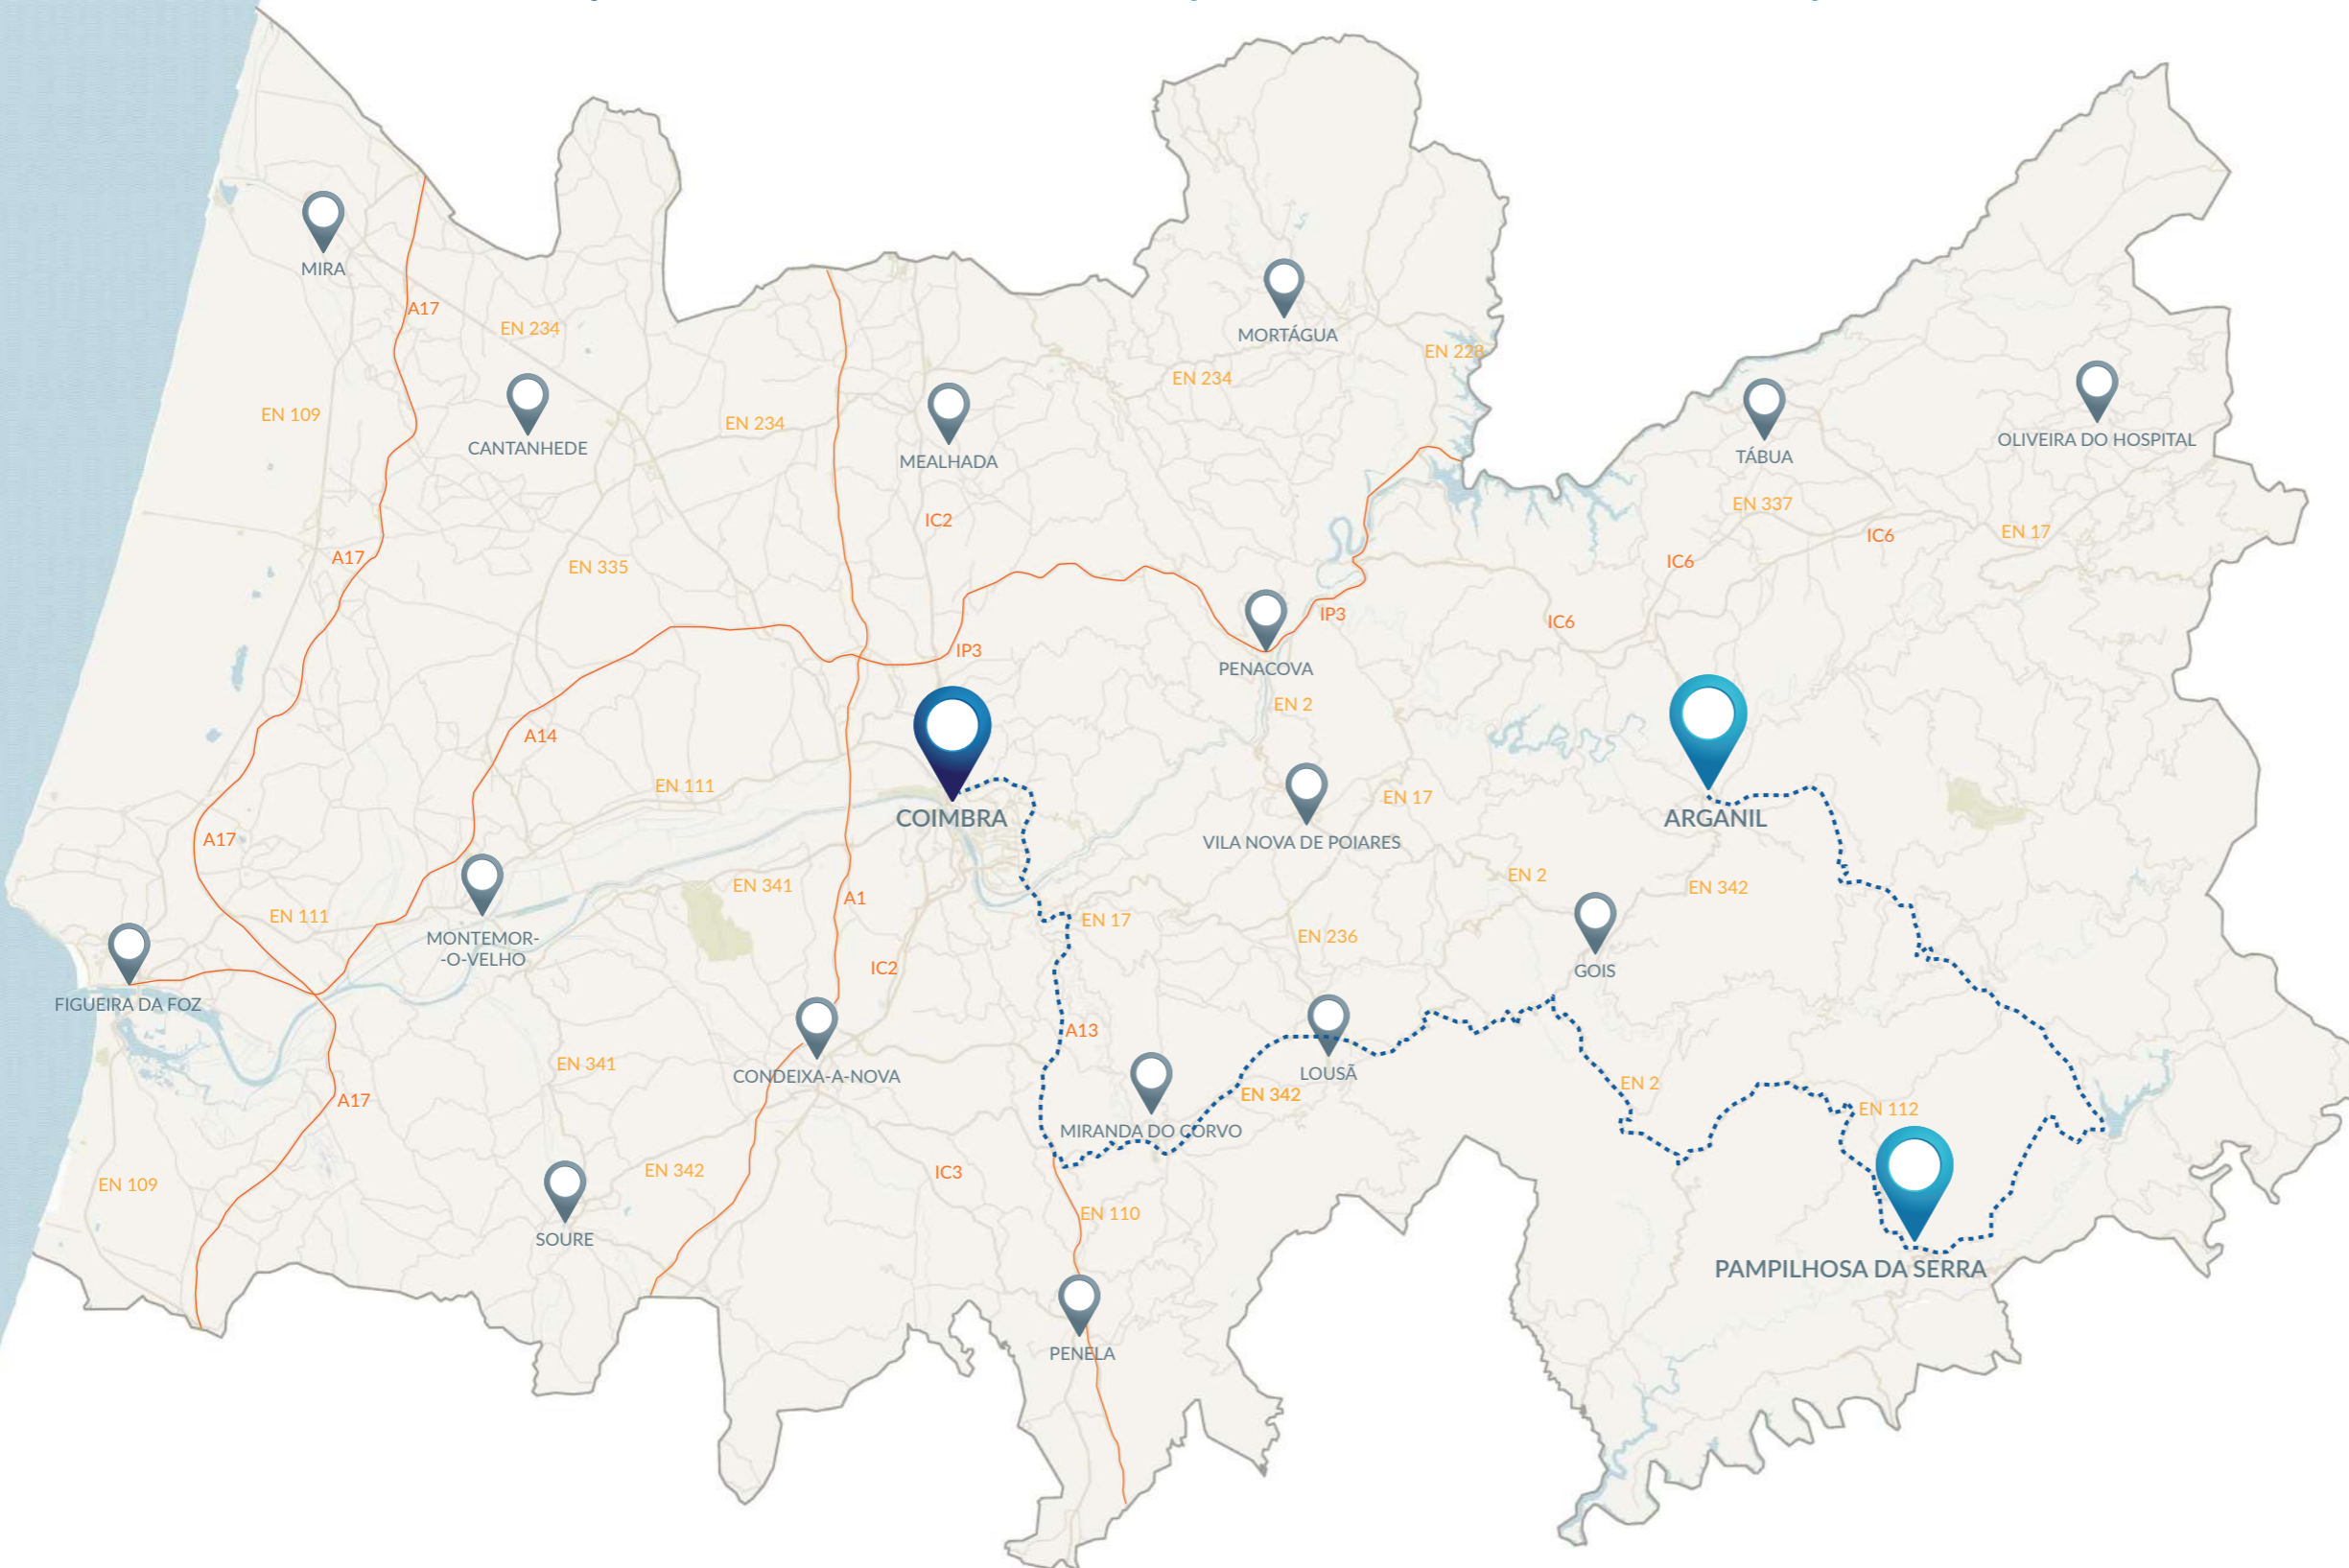 MIRA
A17
EN 234
MORTÁGUA
EN 228
EN 234
EN 109
EN 234
CANTANHEDE
MEALHADA
TÁBUA
OLIVEIRA DO HOSPITAL
EN 337
IC2
IC6
EN 17
A17
EN 335
IC6
IP3
IC6
IP3
PENACOVA
EN 2
A14
EN 111
EN 17
COIMBRA
ARGANIL
A17
VILA NOVA DE POIARES
EN 2
EN 341
EN 342
A1
EN 111
EN 17
MONTEMOR-
-O-VELHO
EN 236
IC2
GOIS
FIGUEIRA DA FOZ
A13
EN 341
CONDEIXA-A-NOVA
LOUSÃ
EN 2
EN 342
A17
EN 112
MIRANDA DO CORVO
EN 342
IC3
EN 109
EN 110
SOURE
PAMPILHOSA DA SERRA
PENELA